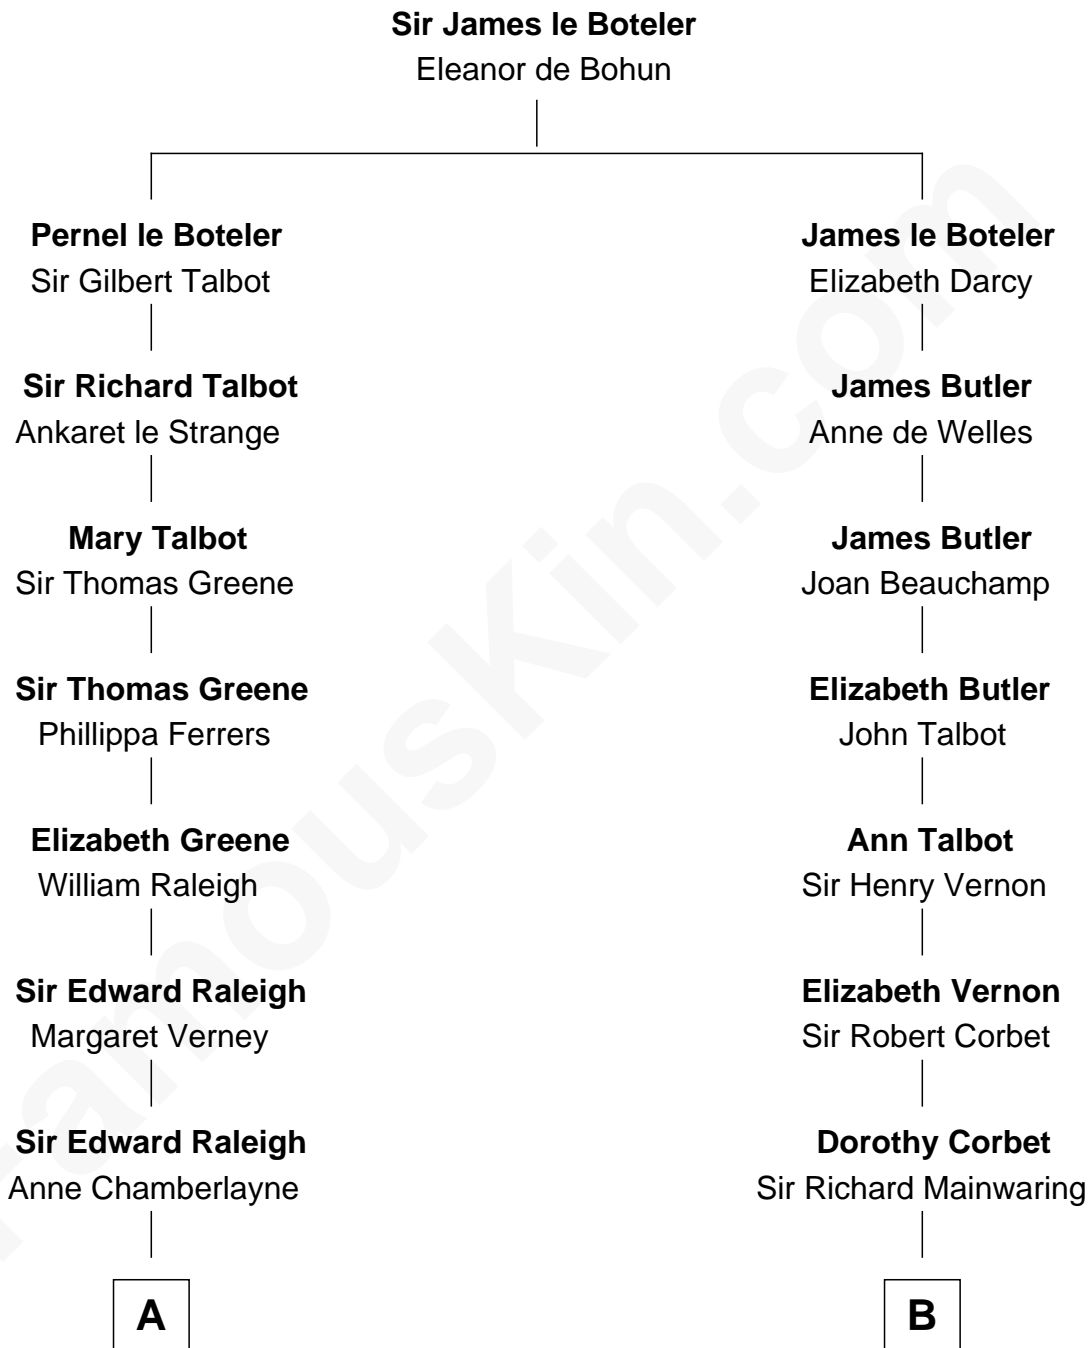 Sir James le Boteler
Eleanor de Bohun
Pernel le Boteler
Sir Gilbert Talbot
James le Boteler
Elizabeth Darcy
Sir Richard Talbot
Ankaret le Strange
James Butler
Anne de Welles
Mary Talbot
Sir Thomas Greene
James Butler
Joan Beauchamp
Sir Thomas Greene
Phillippa Ferrers
Elizabeth Butler
John Talbot
Elizabeth Greene
William Raleigh
Ann Talbot
Sir Henry Vernon
Sir Edward Raleigh
Margaret Verney
Elizabeth Vernon
Sir Robert Corbet
Sir Edward Raleigh
Anne Chamberlayne
Dorothy Corbet
Sir Richard Mainwaring
A
B
FamousKin.com